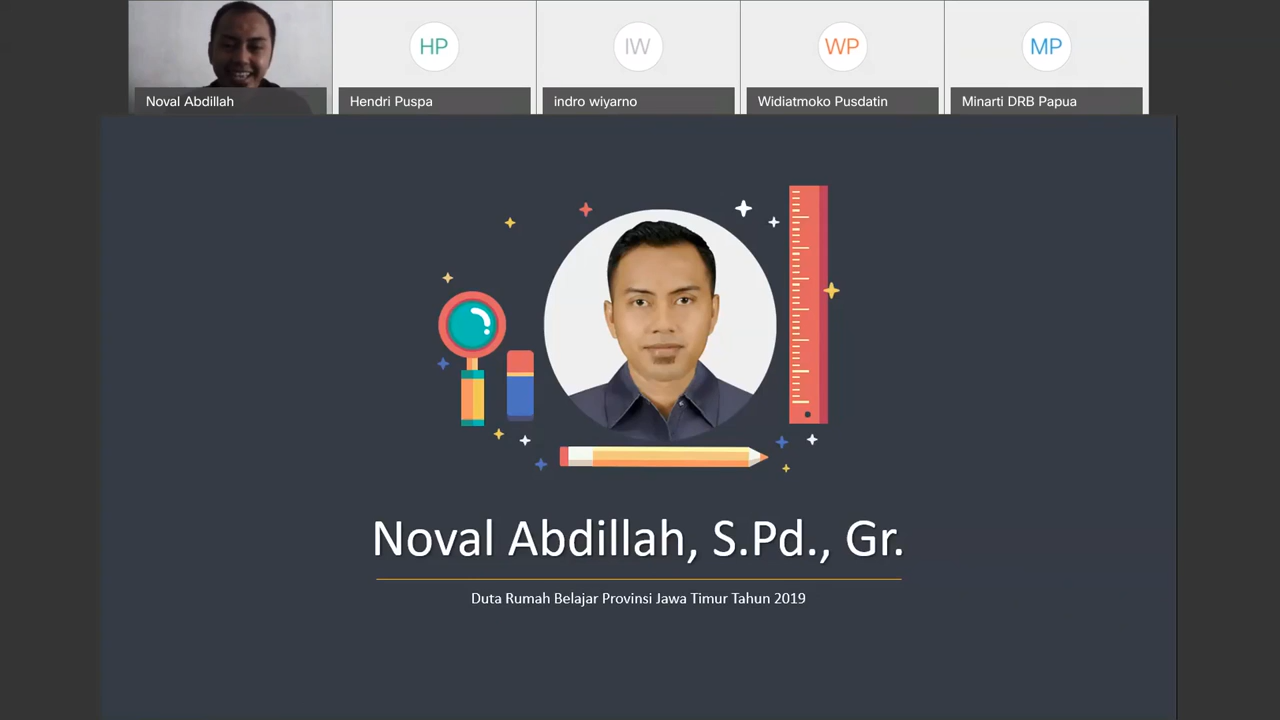 HP
IW
WP
MP
Noval Abdillah
Hendri Puspa
indro wiyarno
Widiatmoko Pusdatin
Minarti DRB Papua
Noval Abdillah, S.Pd., Gr.
Duta Rumah Belajar Provinsi Jawa Timur Tahun 2019